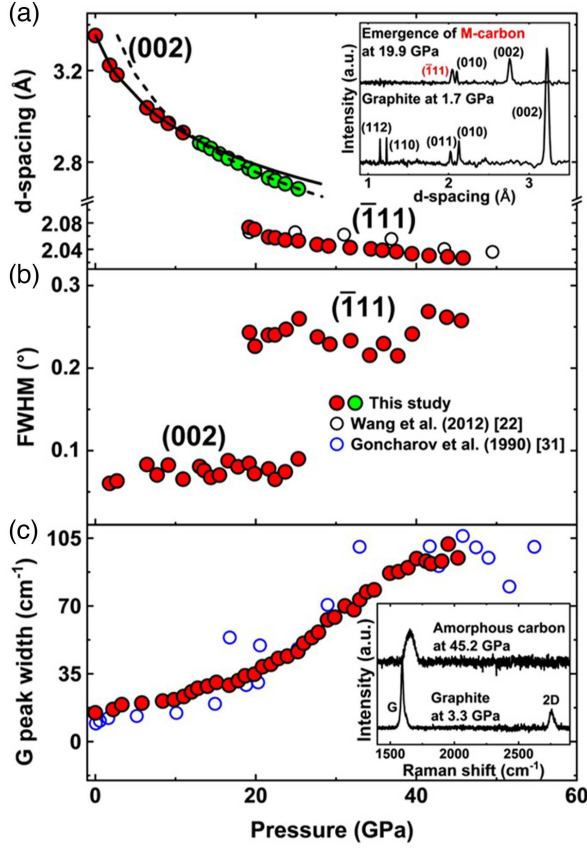 (a)
(002)
3.2
2.8
2.08
2.04
d-spacing (Å)
(1̅11)
Emergence of M-carbon
at 19.9 GPa
(1̅11)
(010)
(002)
Graphite at 1.7 GPa
(112)
(110)
(011)
(010)
(002)
Intensity (a.u.)
1
2
3
d-spacing (Å)
(b)
0.3
0.2
0.1
FWHM (°)
(1̅11)
(002)
This study
Wang et al. (2012) [22]
Goncharov et al. (1990) [31]
(c)
105
70
35
0
G peak width (cm⁻¹)
Amorphous carbon
at 45.2 GPa
Graphite
at 3.3 GPa
G
2D
Intensity (a.u.)
1500 2000 2500
Raman shift (cm⁻¹)
0 20 40 60
Pressure (GPa)